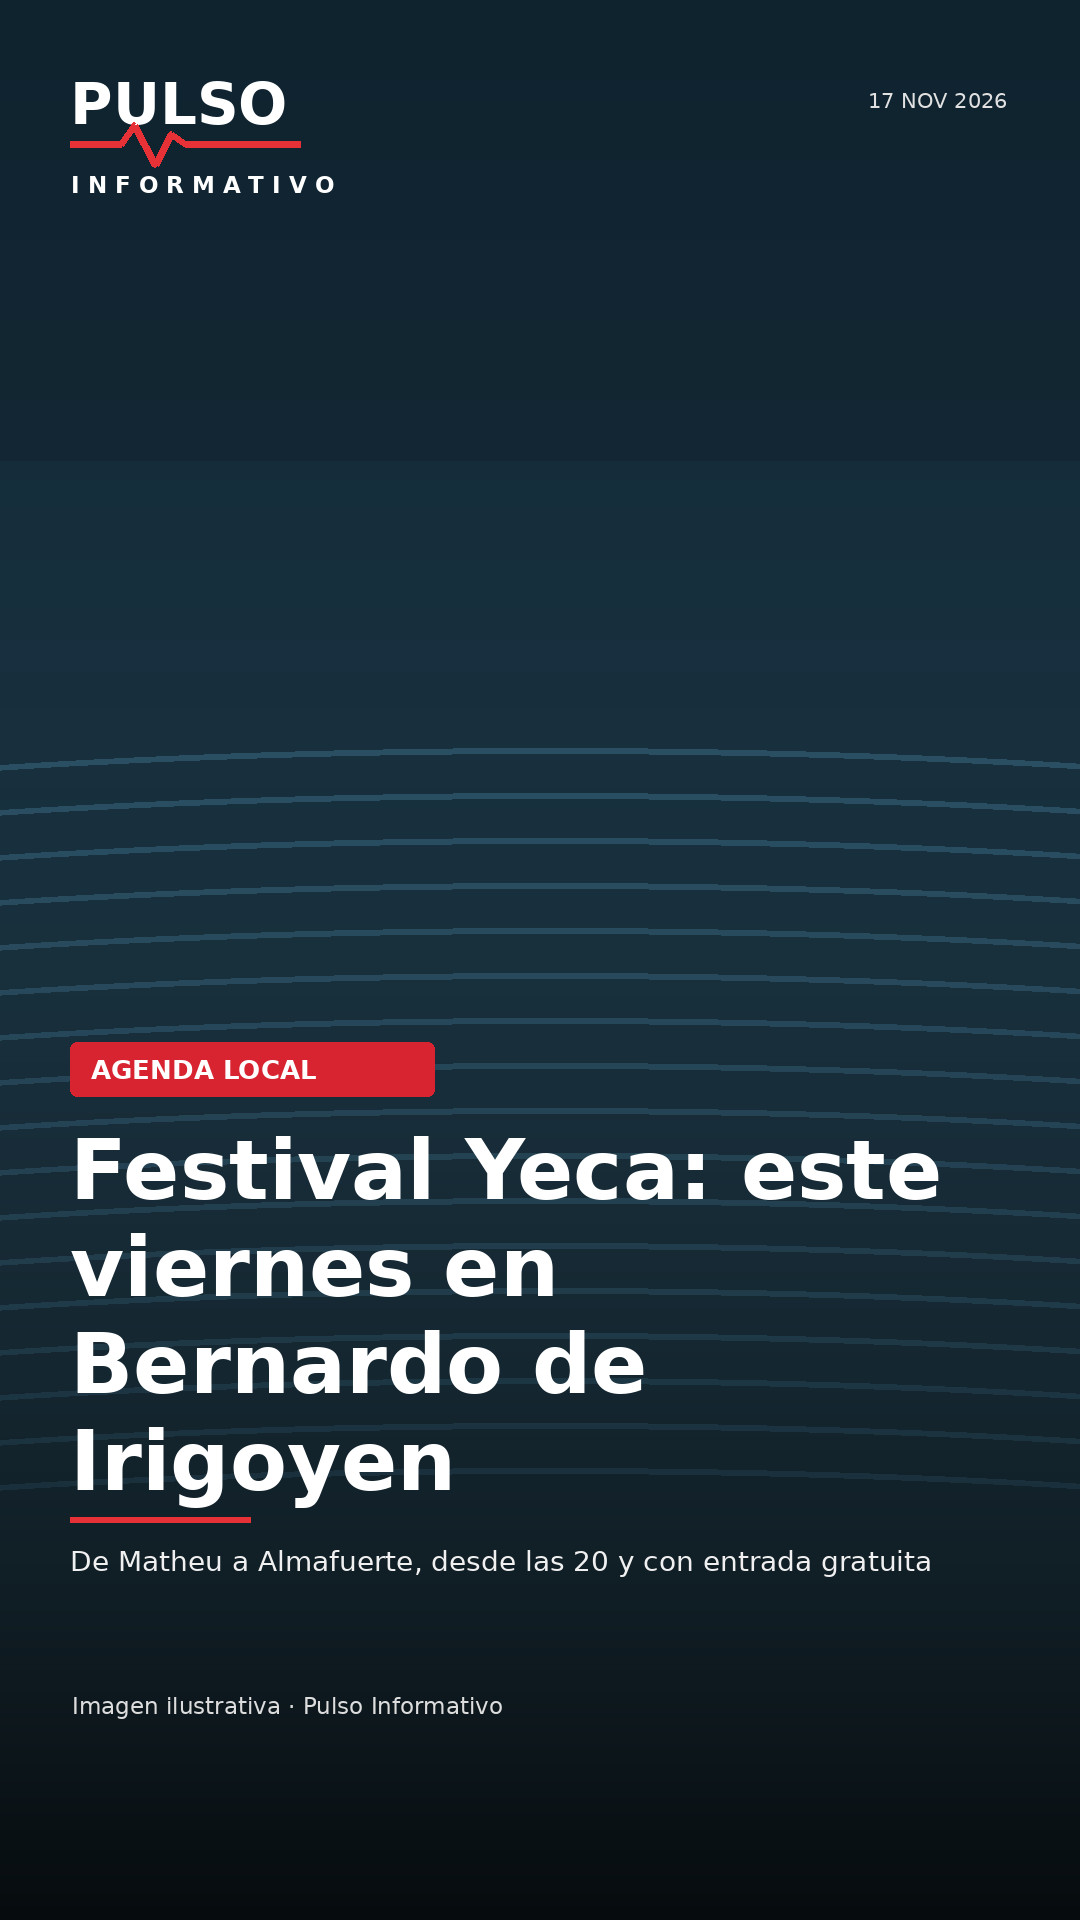 PULSO
INFORMATIVO
17 NOV 2026
AGENDA LOCAL
Festival Yeca: este
viernes en
Bernardo de
Irigoyen
De Matheu a Almafuerte, desde las 20 y con entrada gratuita
Imagen ilustrativa · Pulso Informativo